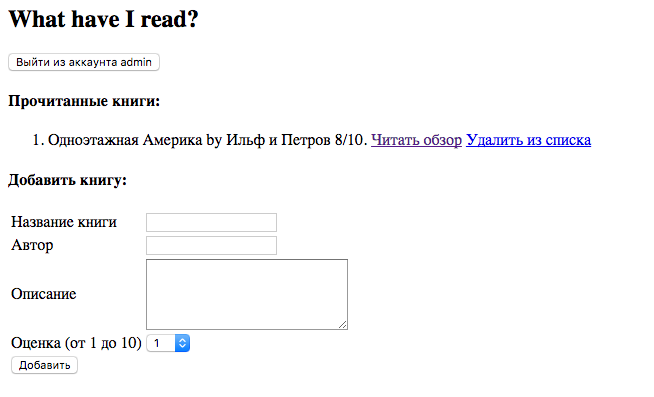 What have I read?
Выйти из аккаунта admin
Прочитанные книги:
1. Одноэтажная Америка by Ильф и Петров 8/10. Читать обзор Удалить из списка
Добавить книгу:
Название книги
Автор
Описание
Оценка (от 1 до 10) 1
Добавить